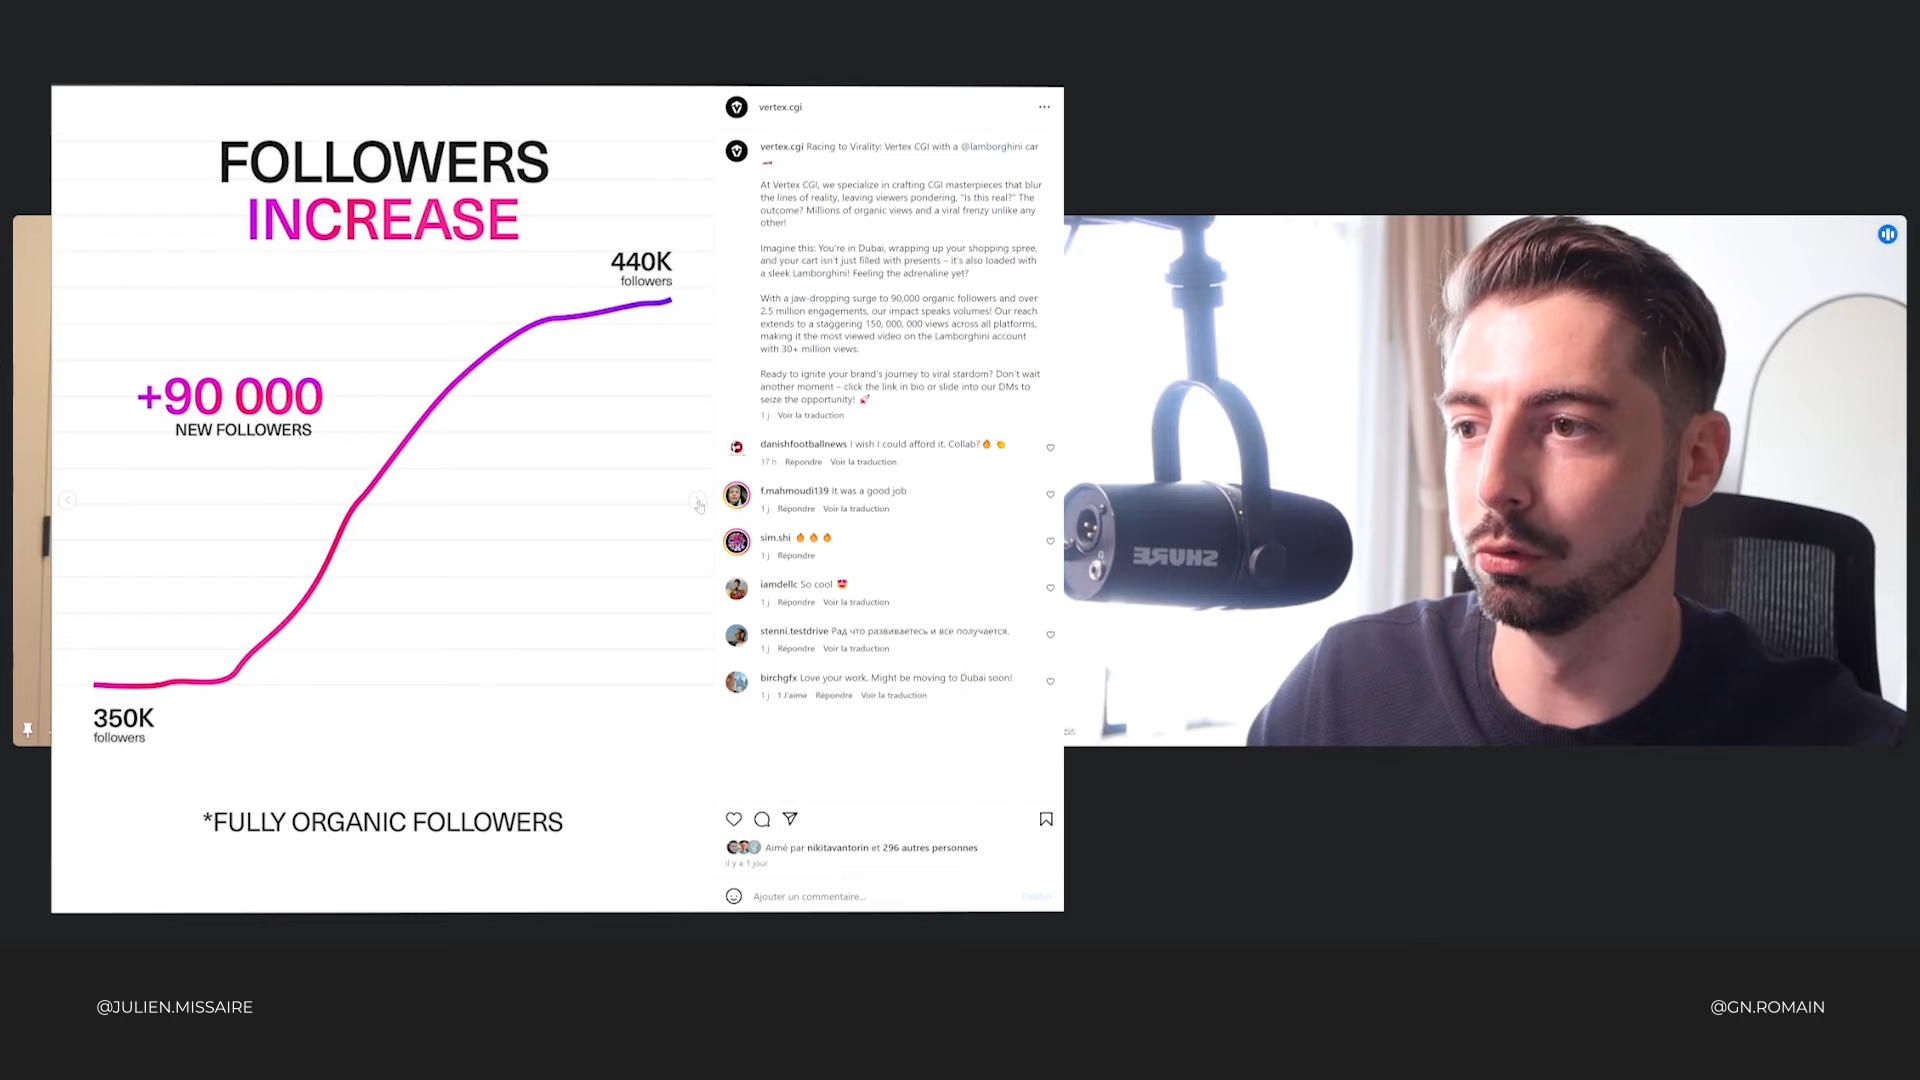 FOLLOWERS
INCREASE
440K
followers
+90 000
NEW FOLLOWERS
350K
followers
*FULLY ORGANIC FOLLOWERS
vertex.cgi
vertex.cgi Racing to Virality: Vertex CGI with a @lamborghini car
At Vertex CGI, we specialize in crafting CGI masterpieces that blur
the lines of reality, leaving viewers pondering, "Is this real?" The
outcome? Millions of organic views and a viral frenzy unlike any
other!
Imagine this: You're in Dubai, wrapping up your shopping spree,
and your cart isn't just filled with presents – it's also loaded with
a sleek Lamborghini! Feeling the adrenaline yet?
With a jaw-dropping surge to 90,000 organic followers and over
2.5 million engagements, our impact speaks volumes! Our reach
extends to a staggering 150, 000, 000 views across all platforms,
making it the most viewed video on the Lamborghini account
with 30+ million views.
Ready to ignite your brand's journey to viral stardom? Don't wait
another moment – click the link in bio or slide into our DMs to
seize the opportunity! 🚀
1 j Voir la traduction
danishfootballnews I wish I could afford it. Collab?🔥 👏
17 h Répondre Voir la traduction
f.mahmoudi139 It was a good job
1 j Répondre Voir la traduction
sim.shi 🔥 🔥 🔥
1 j Répondre
iamdellc So cool 😍
1 j Répondre Voir la traduction
stenni.testdrive Рад что развиваетесь и все получается.
1 j Répondre Voir la traduction
birchgfx Love your work. Might be moving to Dubai soon!
1 j 1 J'aime Répondre Voir la traduction
Aimé par nikitavantorin et 296 autres personnes
il y a 1 jour
Ajouter un commentaire...
Publier
SHURE
@JULIEN.MISSAIRE
@GN.ROMAIN